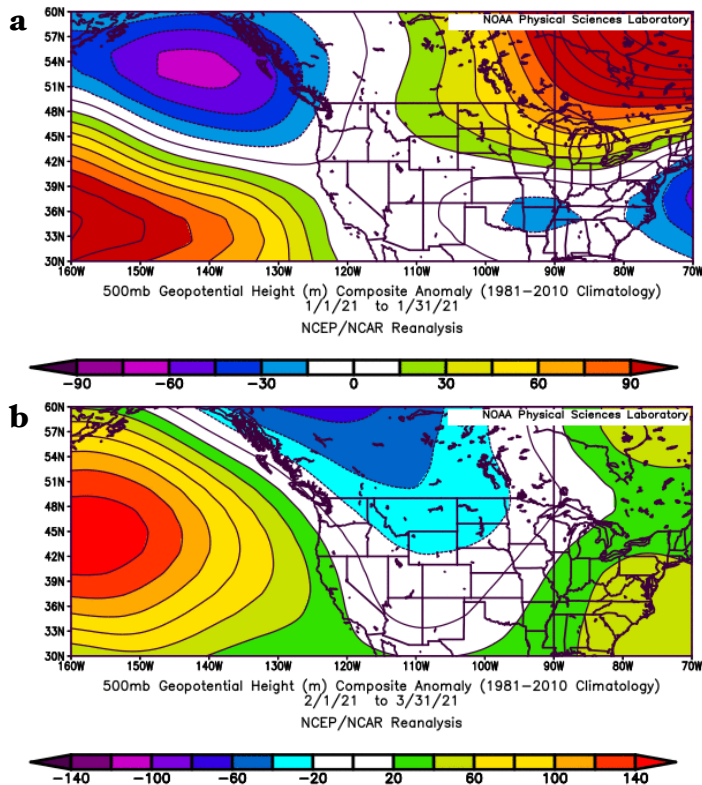 a
NOAA Physical Sciences Laboratory
60N
57N
54N
51N
48N
45N
42N
39N
36N
33N
30N
160W 150W 140W 130W 120W 110W 100W 90W 80W 70W
500mb Geopotential Height (m) Composite Anomaly (1981−2010 Climatology)
1/1/21 to 1/31/21
NCEP/NCAR Reanalysis
−90 −60 −30 0 30 60 90
b
NOAA Physical Sciences Laboratory
60N
57N
54N
51N
48N
45N
42N
39N
36N
33N
30N
160W 150W 140W 130W 120W 110W 100W 90W 80W 70W
500mb Geopotential Height (m) Composite Anomaly (1981−2010 Climatology)
2/1/21 to 3/31/21
NCEP/NCAR Reanalysis
−140 −100 −60 −20 20 60 100 140